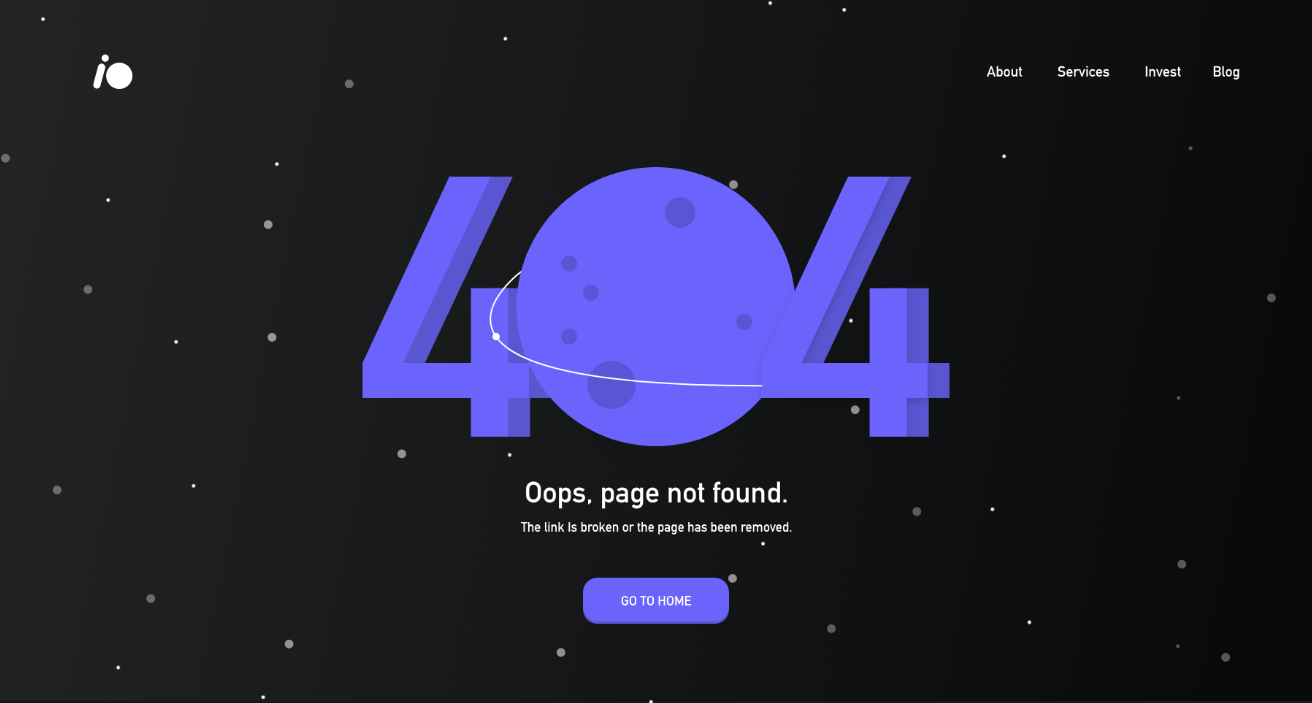 io
About Services Invest Blog
404
Oops, page not found.
The link Is broken or the page has been removed.
GO TO HOME